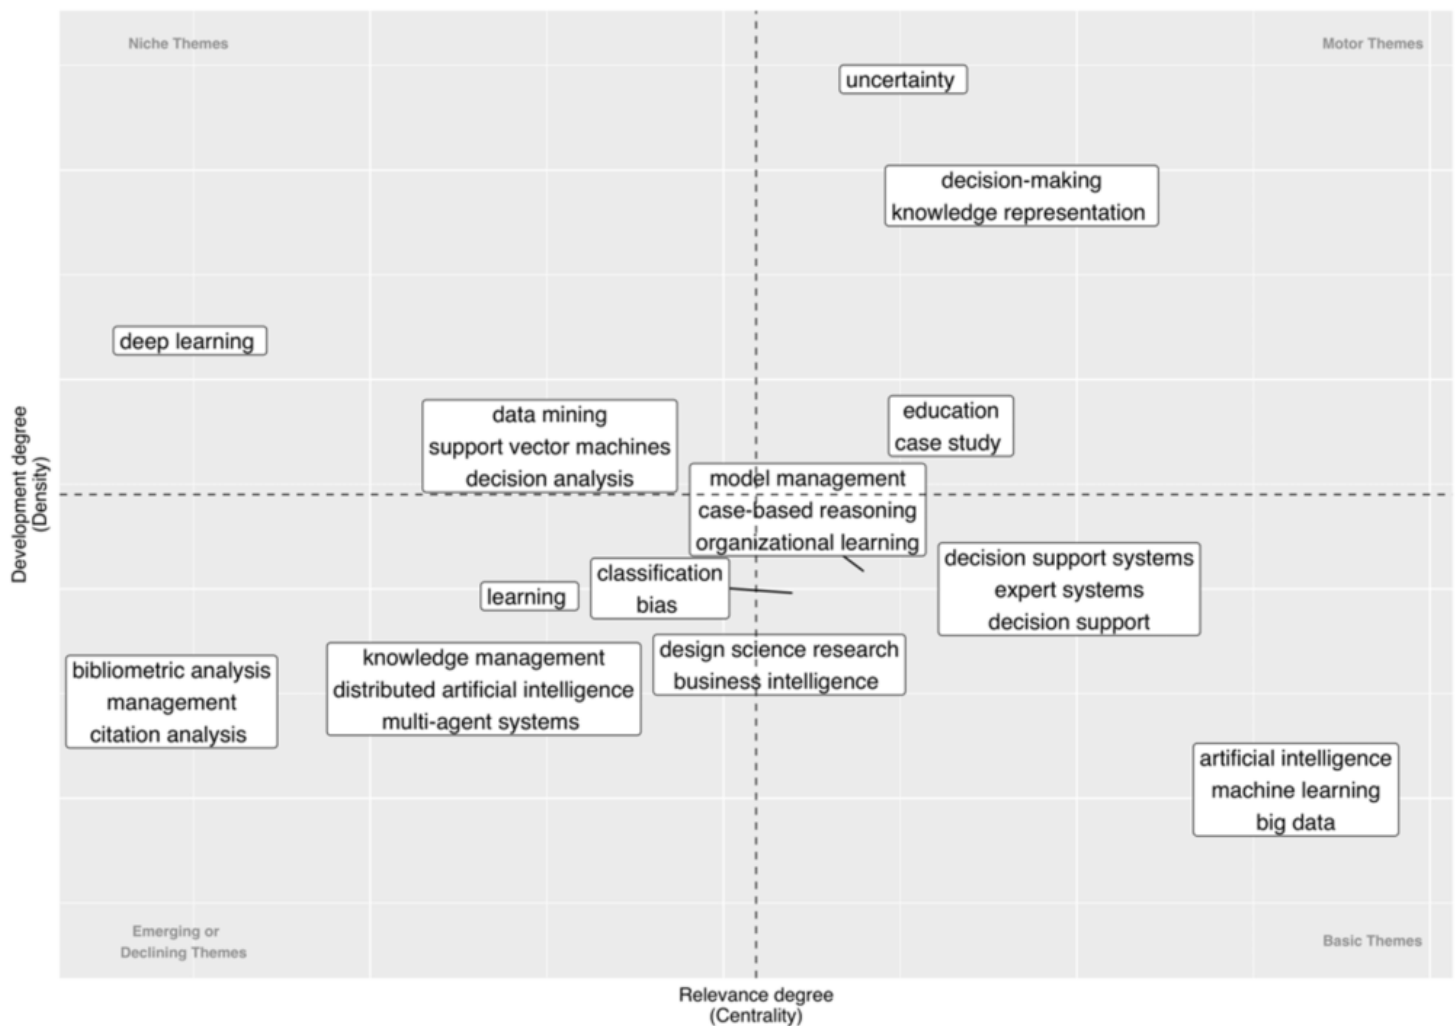 Niche Themes
Motor Themes
uncertainty
decision-making
knowledge representation
deep learning
education
case study
data mining
support vector machines
decision analysis
model management
case-based reasoning
organizational learning
decision support systems
expert systems
decision support
classification
bias
learning
design science research
business intelligence
knowledge management
distributed artificial intelligence
multi-agent systems
bibliometric analysis
management
citation analysis
artificial intelligence
machine learning
big data
Emerging or
Declining Themes
Basic Themes
Development degree
(Density)
Relevance degree
(Centrality)